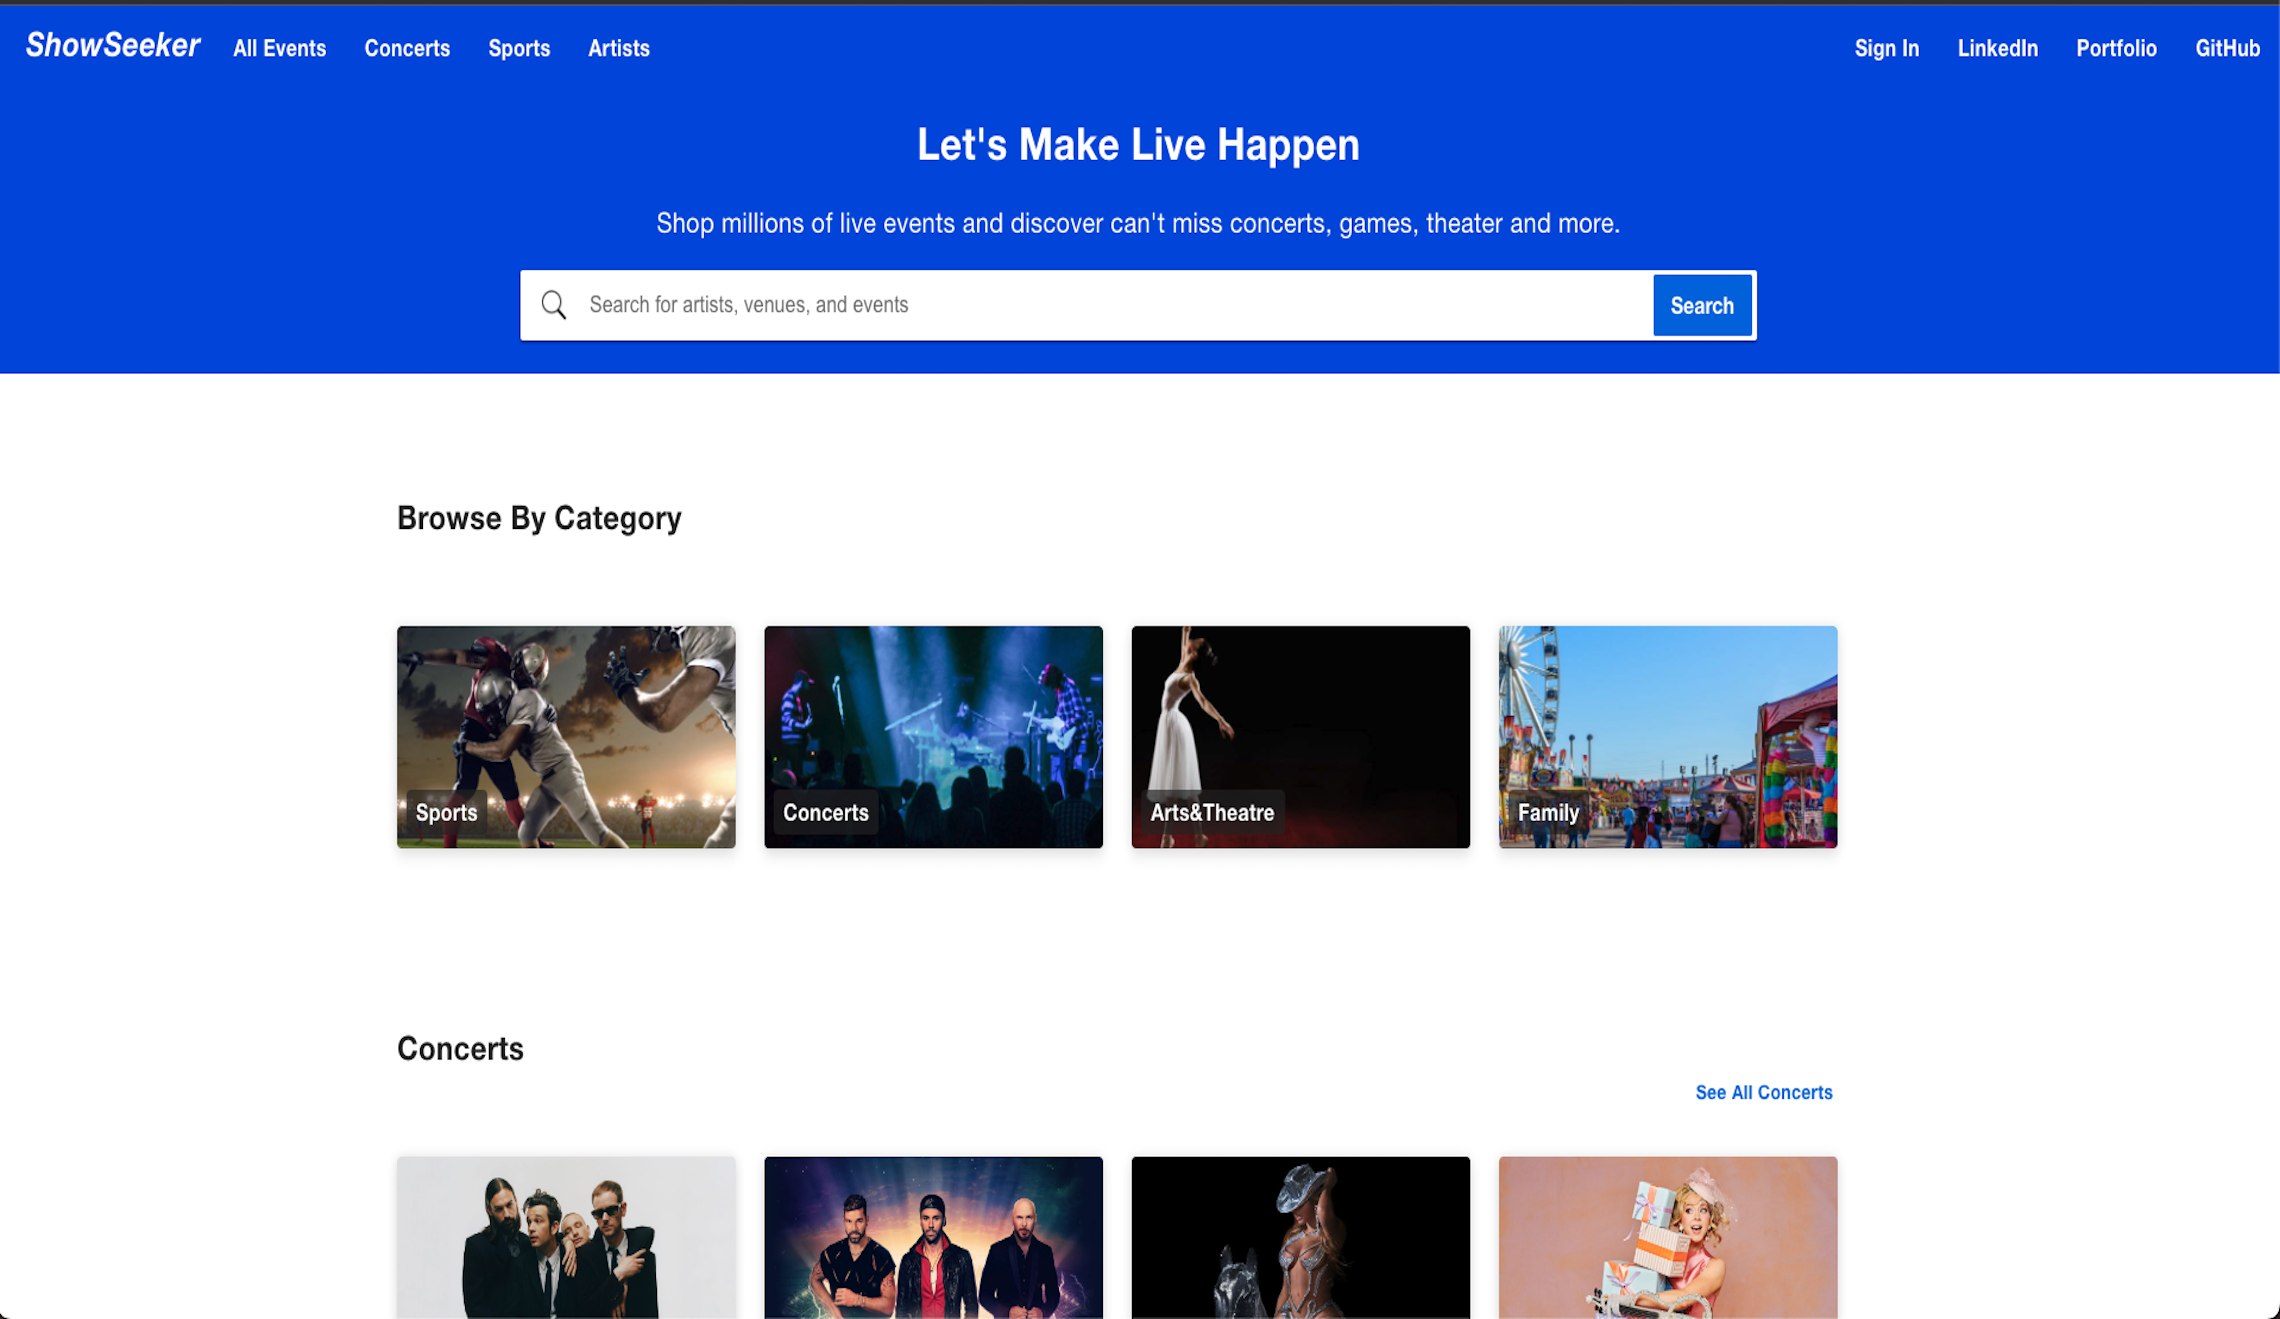 ShowSeeker All Events Concerts Sports Artists Sign In LinkedIn Portfolio GitHub
Let's Make Live Happen
Shop millions of live events and discover can't miss concerts, games, theater and more.
Search for artists, venues, and events Search
Browse By Category
Sports Concerts Arts&Theatre Family
Concerts
See All Concerts